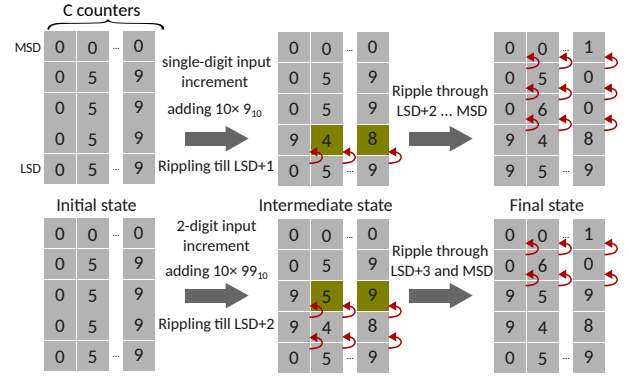 C counters
MSD
0 0 ... 0
0 5 9
0 5 9
0 5 9
LSD
0 5 ... 9
single-digit input
increment
adding 10× 9₁₀
Rippling till LSD+1
0 0 ... 0
0 5 9
0 5 9
9 4 8
0 5 ... 9
Ripple through
LSD+2 ... MSD
0 0 ... 1
0 5 0
0 6 0
9 4 8
9 5 ... 9
Initial state
Intermediate state
Final state
0 0 ... 0
0 5 9
0 5 9
0 5 9
0 5 ... 9
2-digit input
increment
adding 10× 99₁₀
Rippling till LSD+2
0 0 ... 0
0 5 9
9 5 9
9 4 8
0 5 ... 9
Ripple through
LSD+3 and MSD
0 0 ... 1
0 6 0
9 5 9
9 4 8
0 5 ... 9